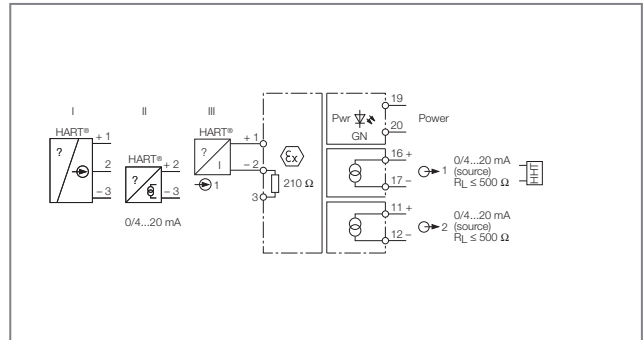 I
II
III
HART®
?
+ 1
2
– 3
HART®
?
+ 2
– 3
0/4...20 mA
HART®
?
I
+ 1
– 2
1
3
Ex
210 Ω
Pwr
GN
19
20
Power
16 +
17 –
1
0/4...20 mA
(source)
RL ≤ 500 Ω
HHT
11 +
12 –
2
0/4...20 mA
(source)
RL ≤ 500 Ω